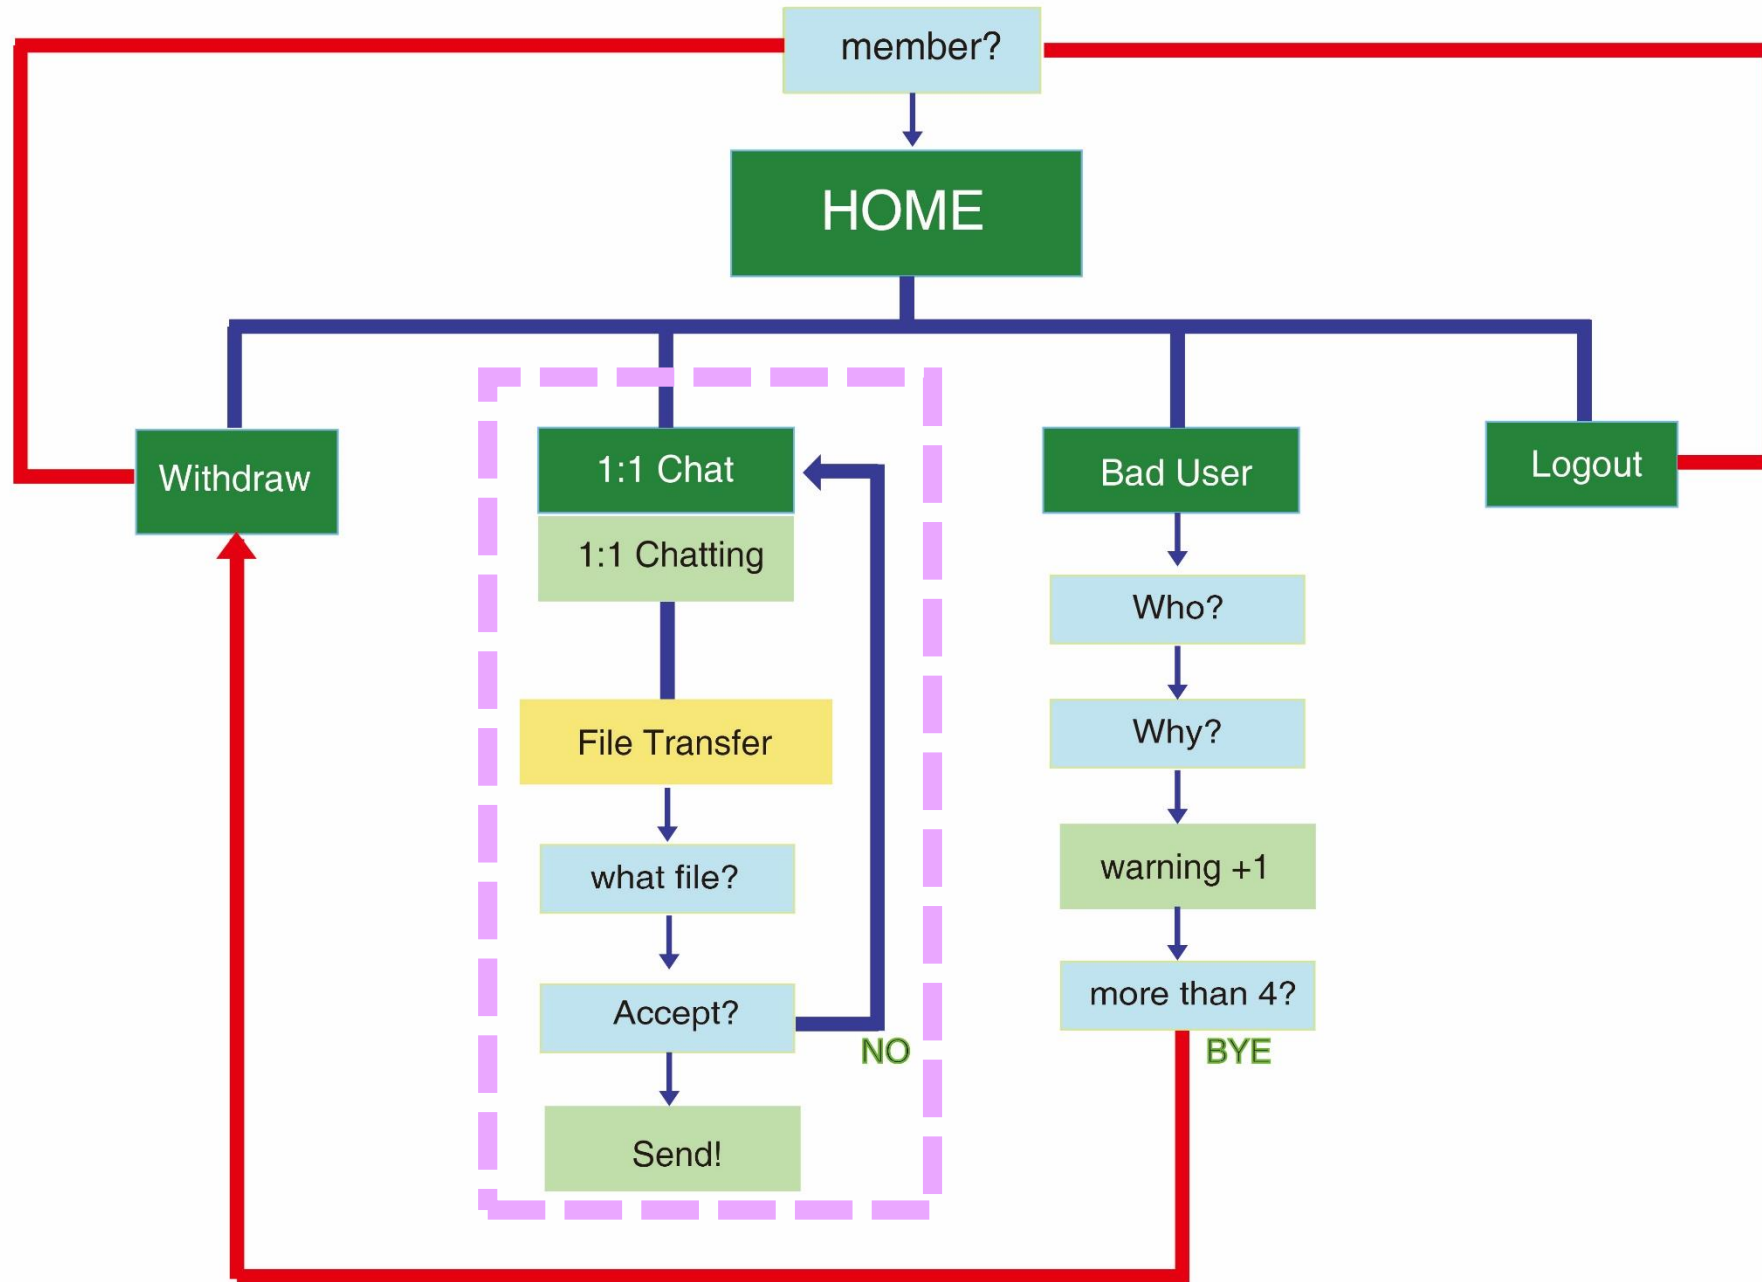 member?
HOME
Withdraw
1:1 Chat
1:1 Chatting
File Transfer
what file?
Accept?
NO
Send!
Bad User
Who?
Why?
warning +1
more than 4?
BYE
Logout